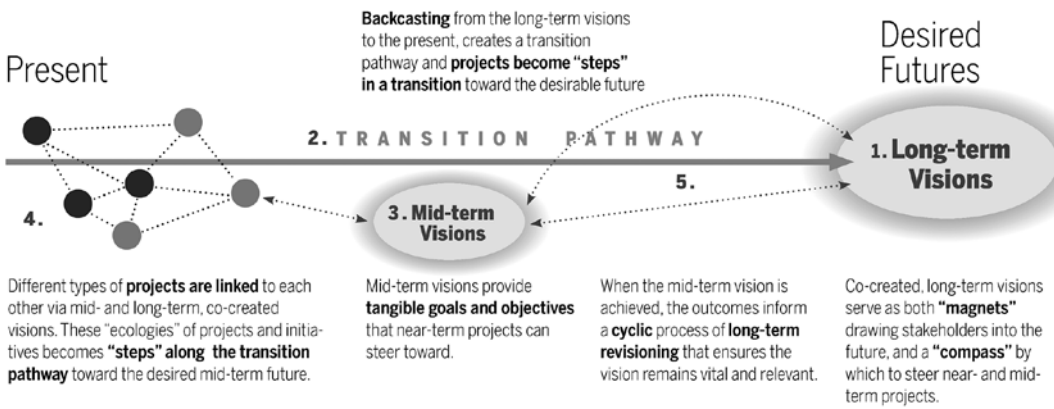 Backcasting from the long-term visions
to the present, creates a transition
pathway and projects become “steps”
in a transition toward the desirable future
Present
Desired
Futures
2. TRANSITION PATHWAY
1. Long-term
Visions
5.
4.
3. Mid-term
Visions
Different types of projects are linked to each
other via mid- and long-term, co-created
visions. These “ecologies” of projects and initia-
tives becomes “steps” along the transition
pathway toward the desired mid-term future.
Mid-term visions provide
tangible goals and objectives
that near-term projects can
steer toward.
When the mid-term vision is
achieved, the outcomes inform
a cyclic process of long-term
revisioning that ensures the
vision remains vital and relevant.
Co-created, long-term visions
serve as both “magnets”
drawing stakeholders into the
future, and a “compass” by
which to steer near- and mid-
term projects.